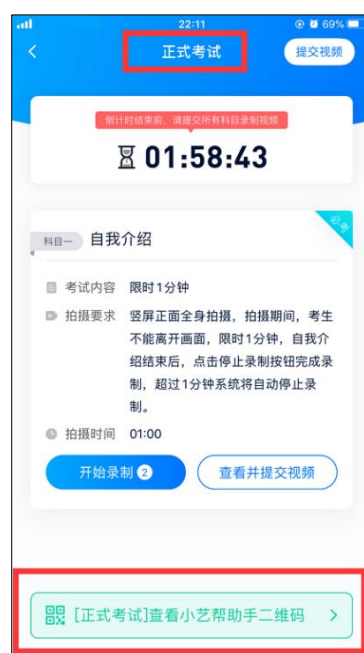 22:11
69%
正式考试
提交视频
倒计时结束前，请提交所有科目录制视频
01:58:43
必考
科目一 自我介绍
考试内容 限时1分钟
拍摄要求 竖屏正面全身拍摄，拍摄期间，考生
不能离开画面，限时1分钟，自我介
绍结束后，点击停止录制按钮完成录
制，超过1分钟系统将自动停止录
制。
拍摄时间 01:00
开始录制 2
查看并提交视频
[正式考试]查看小艺帮助手二维码